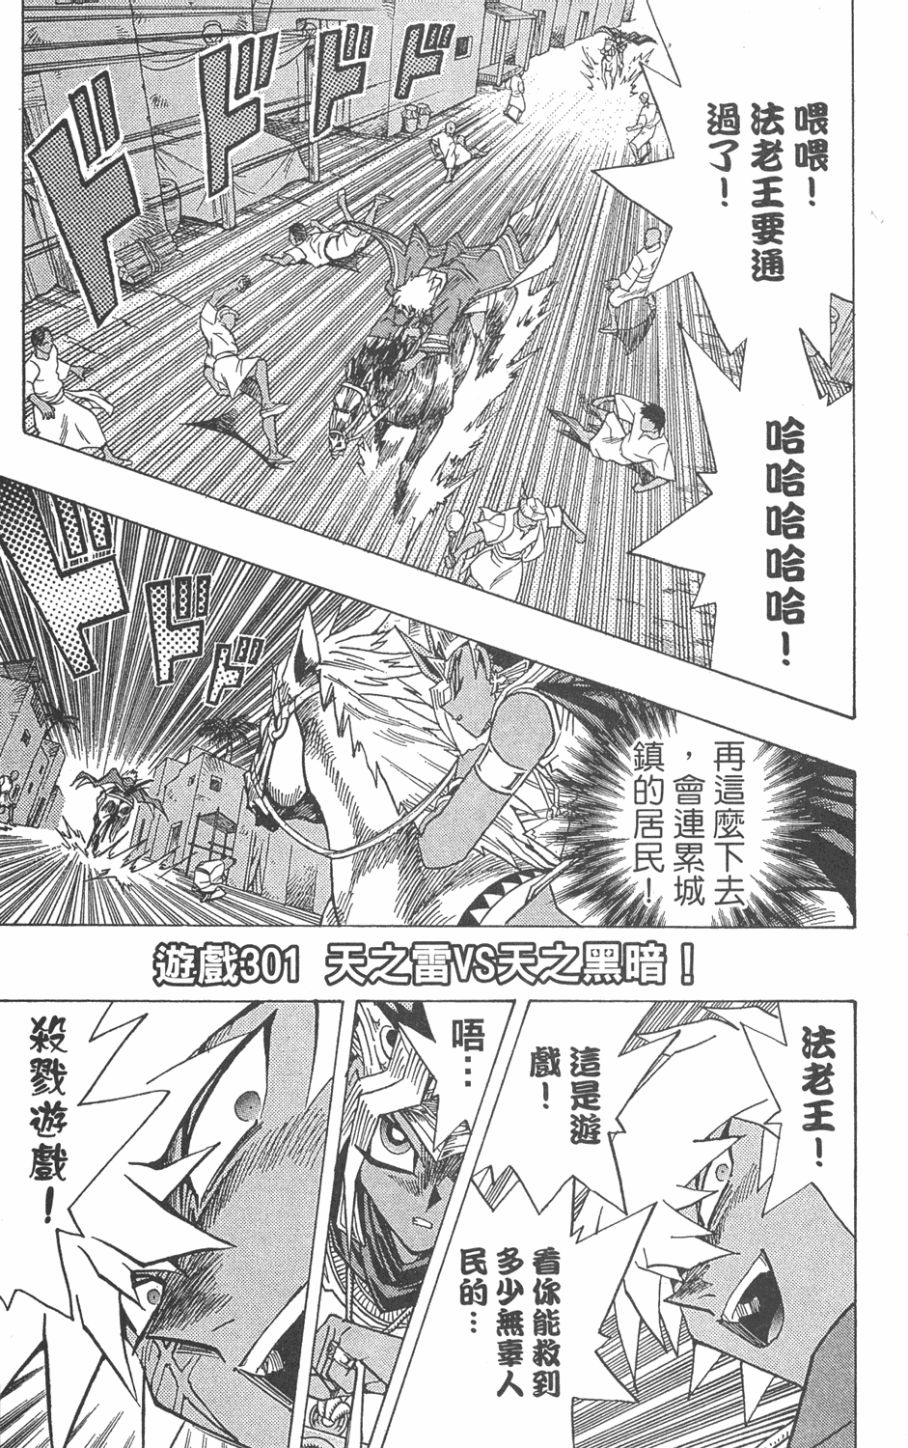 喂喂！
法老王要通
過了！
哈哈哈哈哈！
ドドドド
再這麼下去
，會連累城
鎮的居民！
ドドドド
遊戲301 天之雷VS天之黑暗！
法老王！
這是遊
戲！
看你能救到
多少無辜人
民的…
唔…
殺戮遊戲！